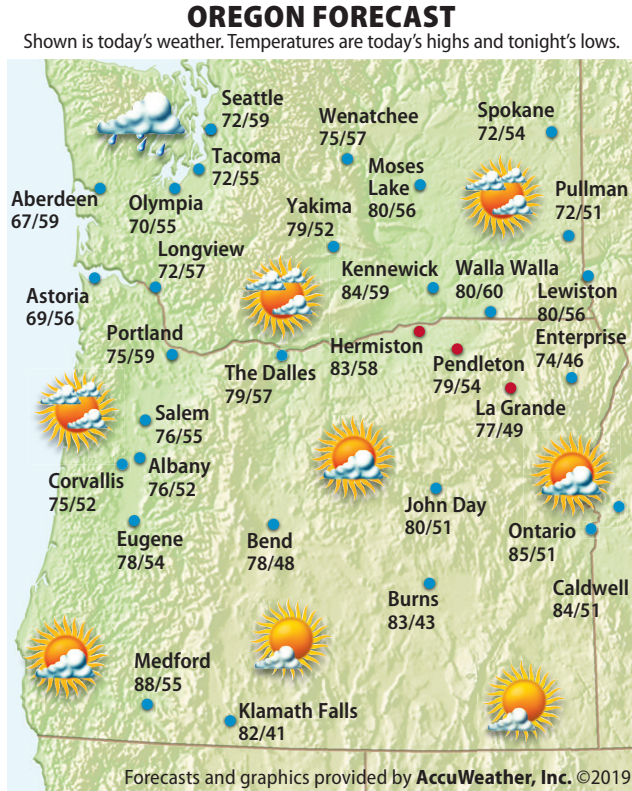 OREGON FORECAST
Shown is today's weather. Temperatures are today's highs and tonight's lows.
Seattle
72/59
Wenatchee
75/57
Spokane
72/54
Tacoma
72/55
Moses
Lake
80/56
Pullman
72/51
Aberdeen
67/59
Olympia
70/55
Yakima
79/52
Longview
72/57
Kennewick
84/59
Walla Walla
80/60
Lewiston
80/56
Astoria
69/56
Portland
75/59
Hermiston
83/58
Enterprise
74/46
The Dalles
79/57
Pendleton
79/54
La Grande
77/49
Salem
76/55
Albany
76/52
Corvallis
75/52
John Day
80/51
Ontario
85/51
Eugene
78/54
Bend
78/48
Burns
83/43
Caldwell
84/51
Medford
88/55
Klamath Falls
82/41
Forecasts and graphics provided by AccuWeather, Inc. ©2019